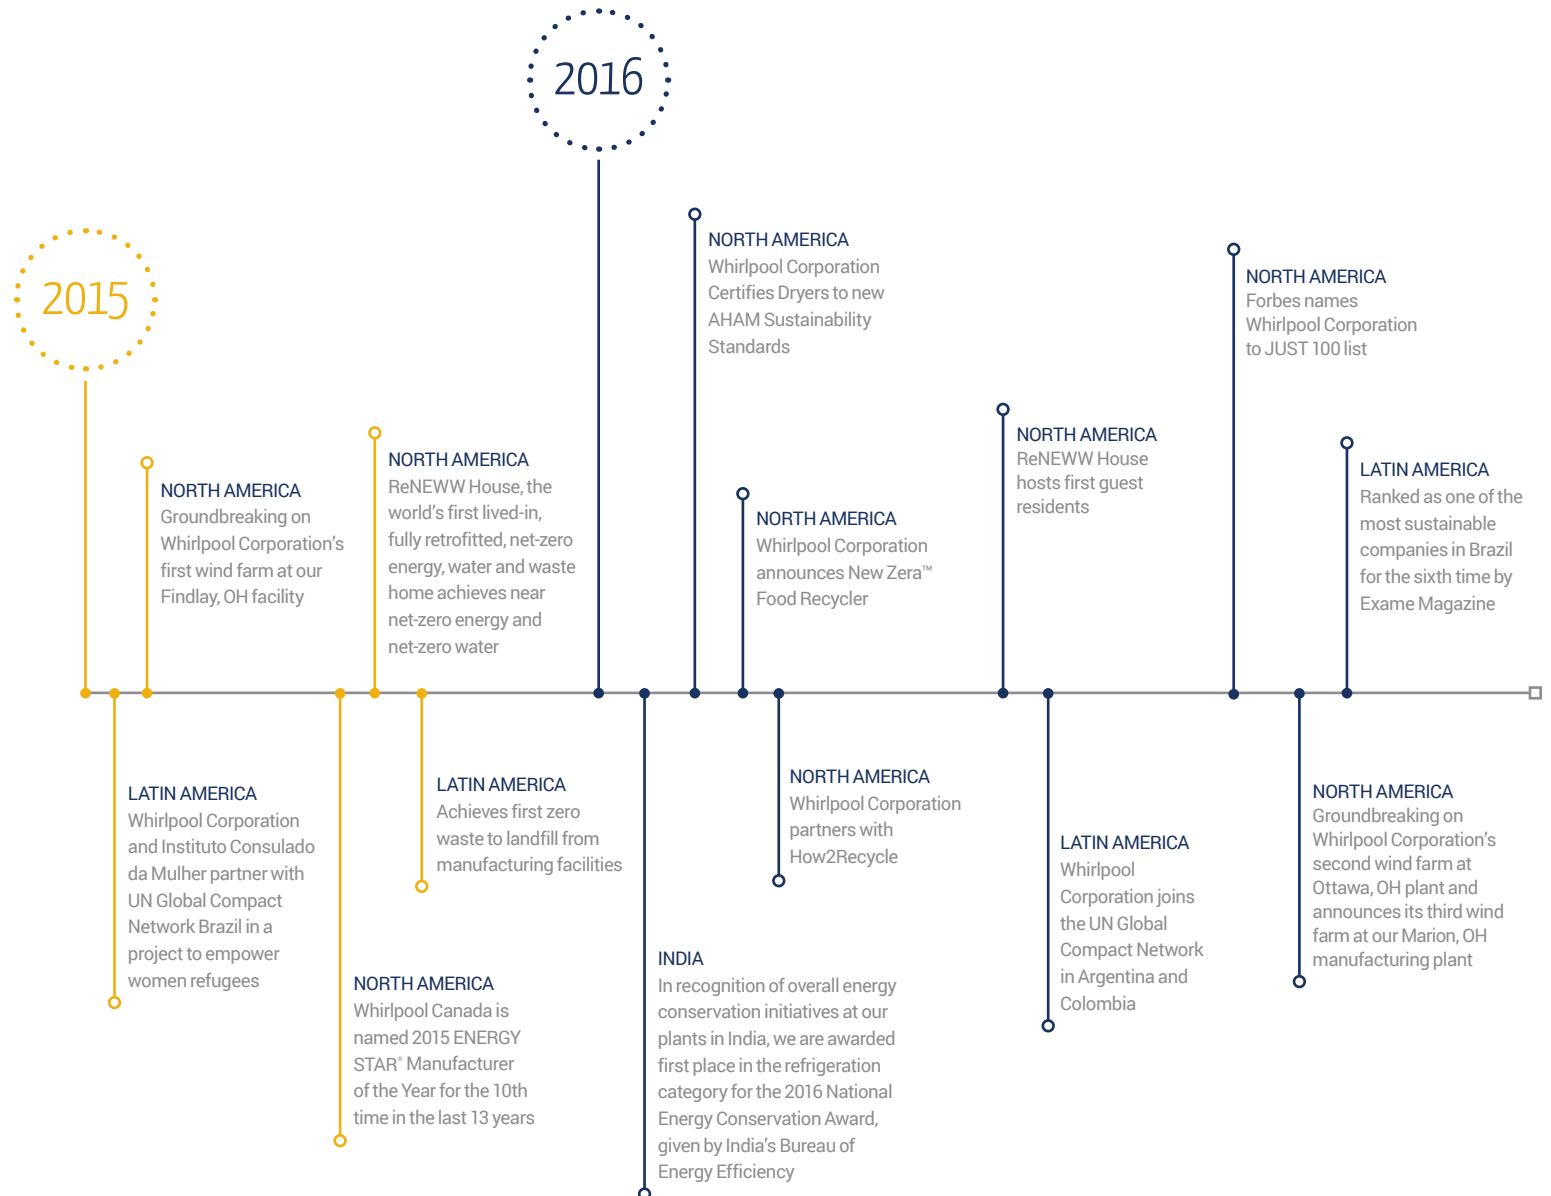 2015
LATIN AMERICA
Whirlpool Corporation
and Instituto Consulado
da Mulher partner with
UN Global Compact
Network Brazil in a
project to empower
women refugees
NORTH AMERICA
Groundbreaking on
Whirlpool Corporation's
first wind farm at our
Findlay, OH facility
NORTH AMERICA
Whirlpool Canada is
named 2015 ENERGY
STAR® Manufacturer
of the Year for the 10th
time in the last 13 years
NORTH AMERICA
ReNEWW House, the
world's first lived-in,
fully retrofitted, net-zero
energy, water and waste
home achieves near
net-zero energy and
net-zero water
LATIN AMERICA
Achieves first zero
waste to landfill from
manufacturing facilities
2016
INDIA
In recognition of overall energy
conservation initiatives at our
plants in India, we are awarded
first place in the refrigeration
category for the 2016 National
Energy Conservation Award,
given by India's Bureau of
Energy Efficiency
NORTH AMERICA
Whirlpool Corporation
Certifies Dryers to new
AHAM Sustainability
Standards
NORTH AMERICA
Whirlpool Corporation
announces New Zera™
Food Recycler
NORTH AMERICA
Whirlpool Corporation
partners with
How2Recycle
NORTH AMERICA
ReNEWW House
hosts first guest
residents
LATIN AMERICA
Whirlpool
Corporation joins
the UN Global
Compact Network
in Argentina and
Colombia
NORTH AMERICA
Forbes names
Whirlpool Corporation
to JUST 100 list
NORTH AMERICA
Groundbreaking on
Whirlpool Corporation's
second wind farm at
Ottawa, OH plant and
announces its third wind
farm at our Marion, OH
manufacturing plant
LATIN AMERICA
Ranked as one of the
most sustainable
companies in Brazil
for the sixth time by
Exame Magazine